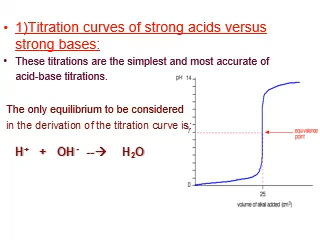 • 1)Titration curves of strong acids versus
strong bases:
• These titrations are the simplest and most accurate of
acid-base titrations.
The only equilibrium to be considered
in the derivation of the titration curve is;
H⁺ + OH⁻ --→ H₂O
pH
14
7
0
equivalence
point
25
volume of alkali added (cm³)